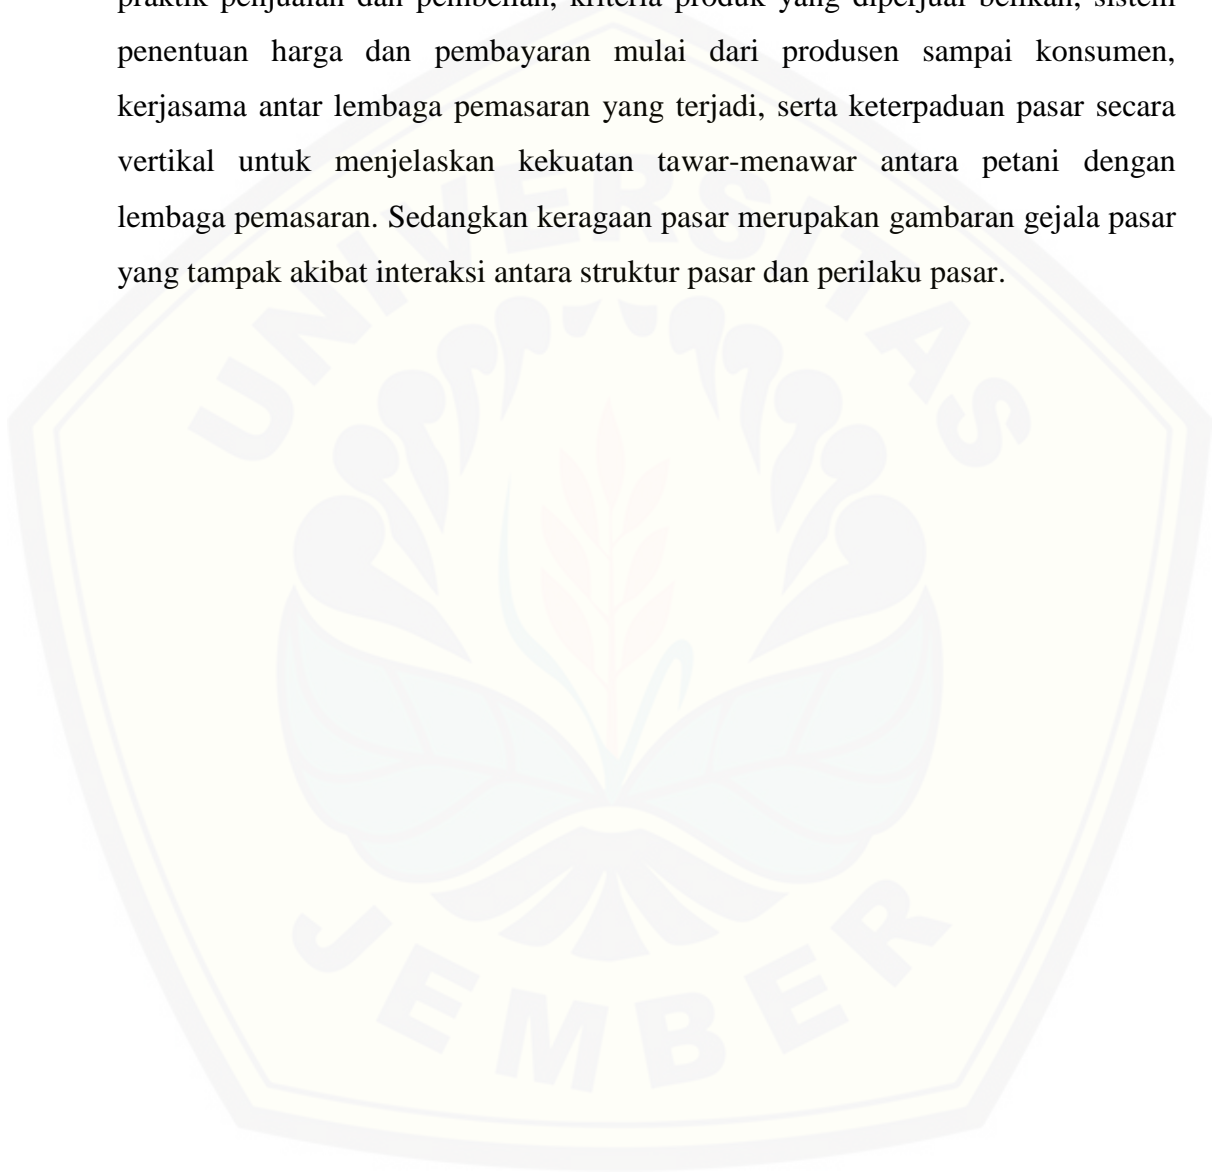 praktik penjualan dan pembelian, kriteria produk yang diperjual belikan, sistem
penentuan harga dan pembayaran mulai dari produsen sampai konsumen,
kerjasama antar lembaga pemasaran yang terjadi, serta keterpaduan pasar secara
vertikal untuk menjelaskan kekuatan tawar-menawar antara petani dengan
lembaga pemasaran. Sedangkan keragaan pasar merupakan gambaran gejala pasar
yang tampak akibat interaksi antara struktur pasar dan perilaku pasar.
UNIVERSITAS
JEMBER